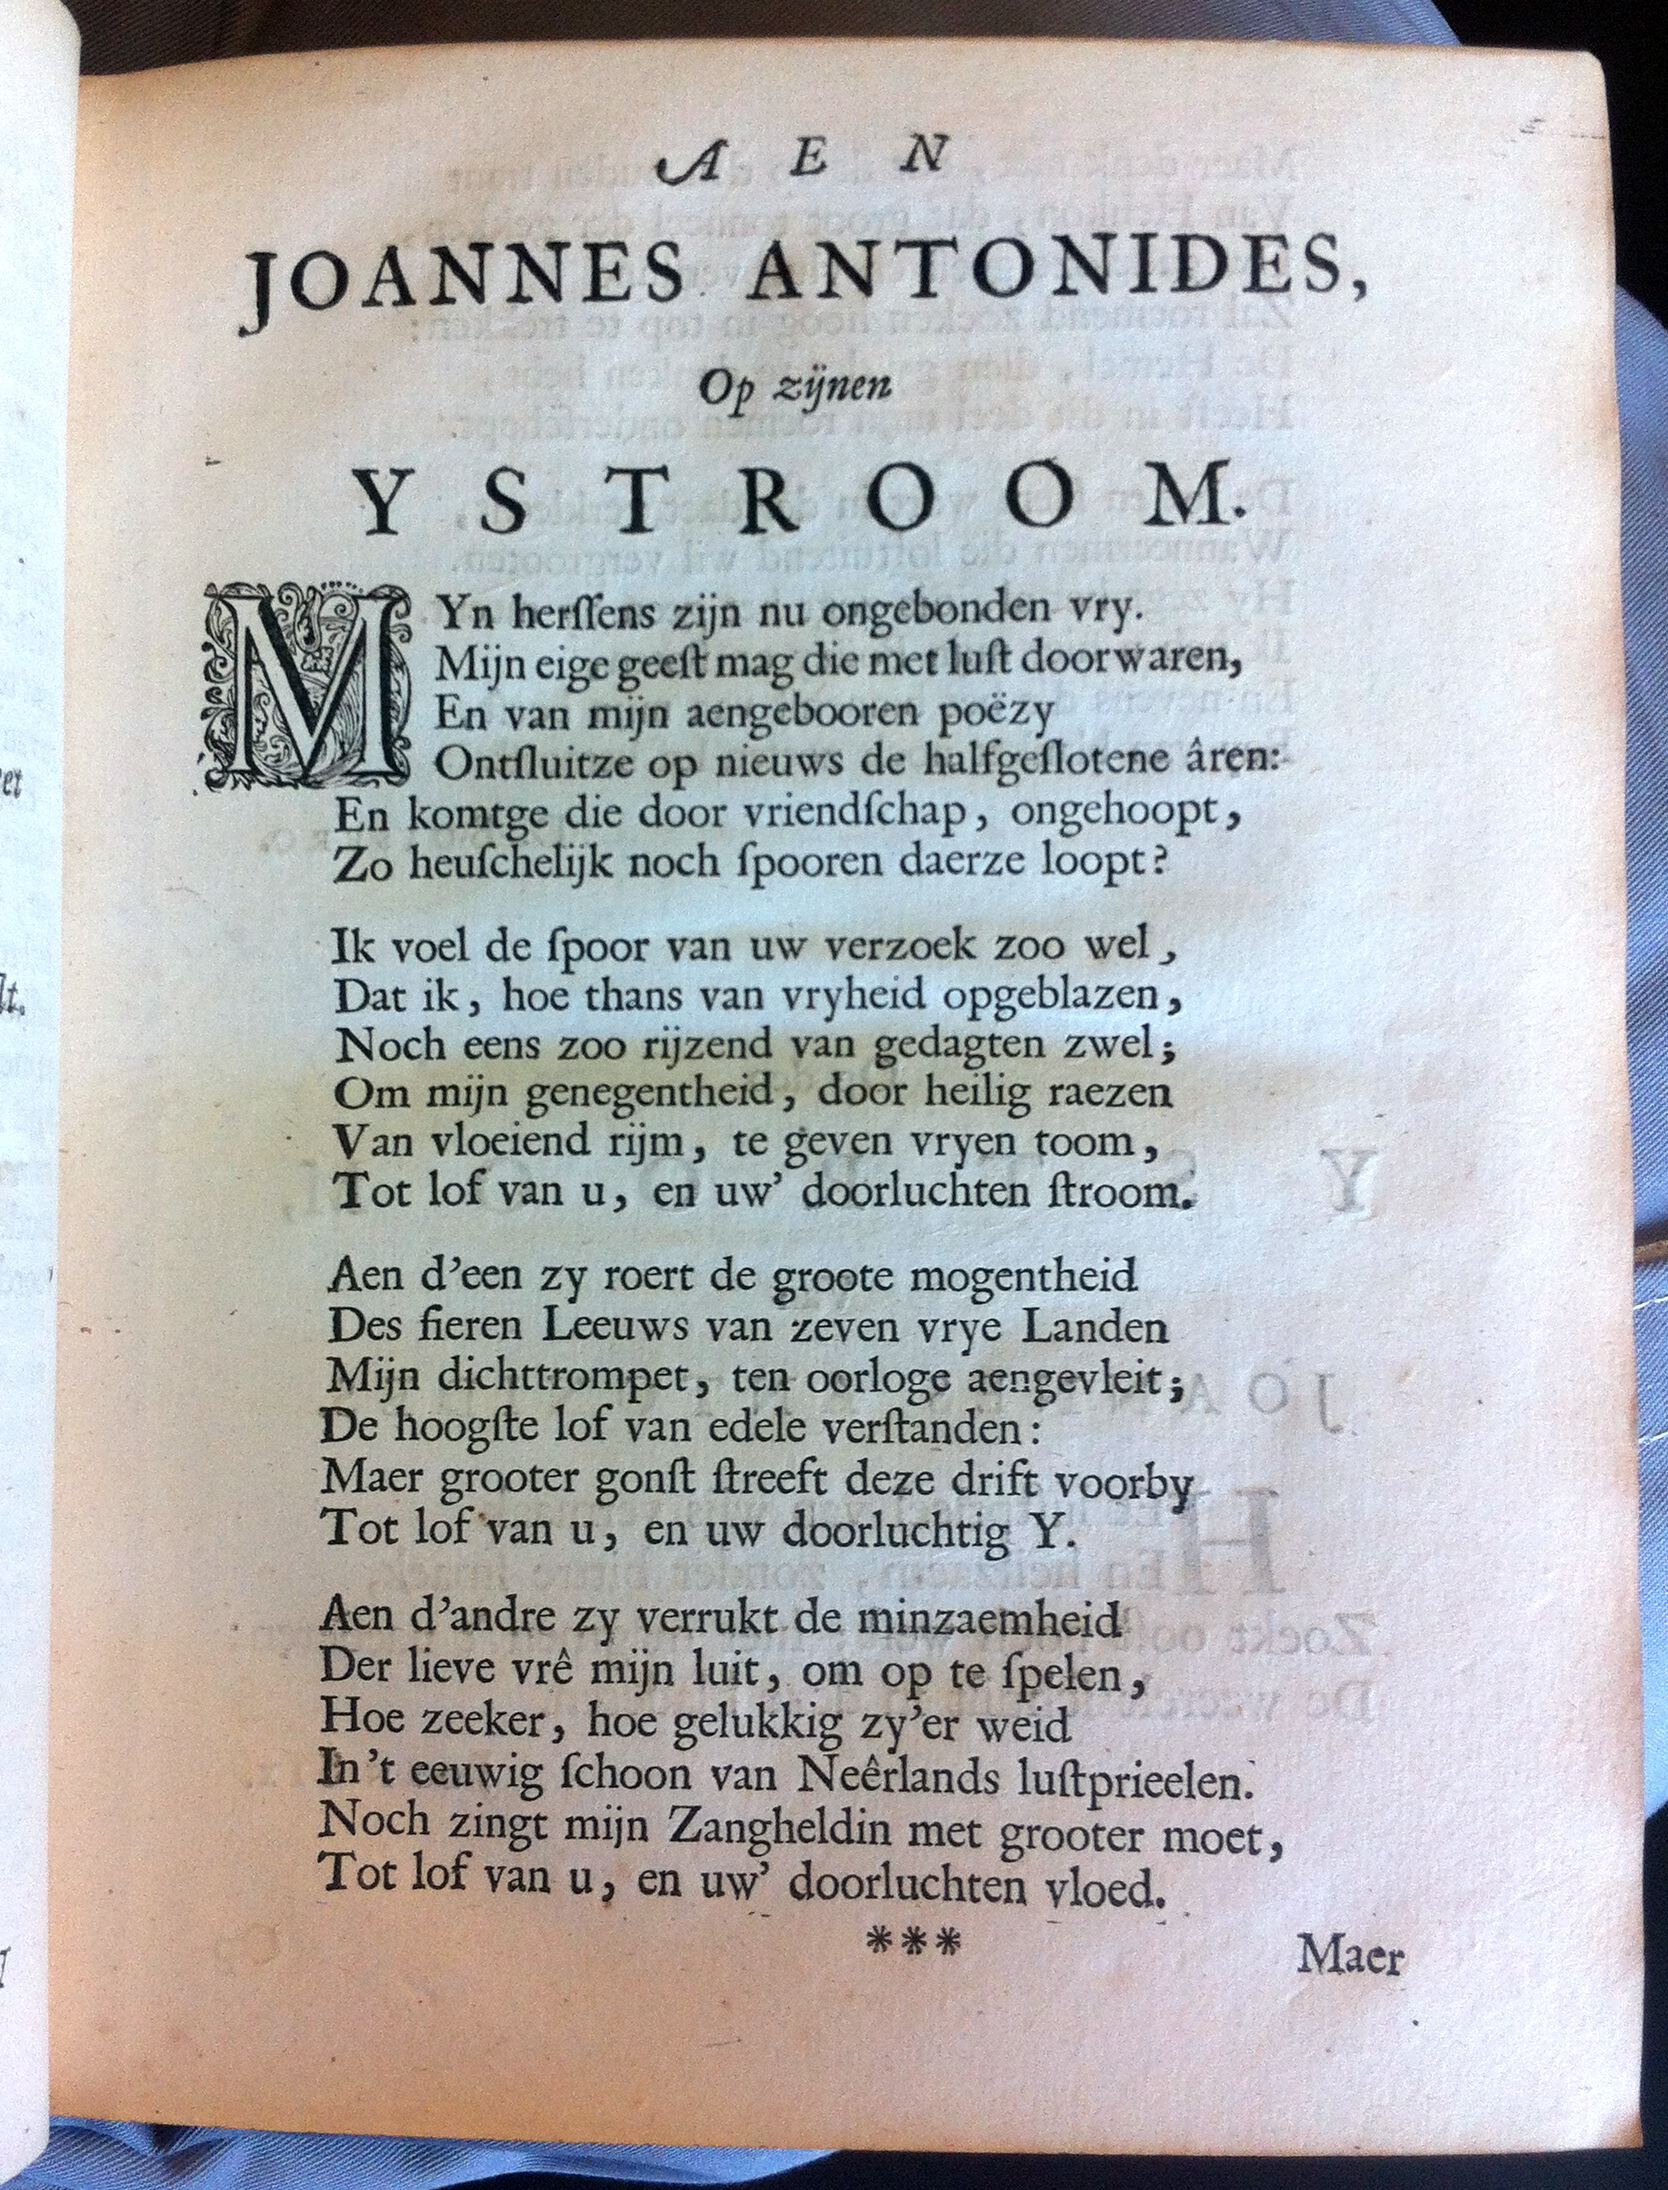 AEN
JOANNES ANTONIDES,
Op zijnen
YSTROOM.
MYn herſſens zijn nu ongebonden vry.
Mijn eige geeſt mag die met luſt doorwaren,
En van mijn aengebooren poëzy
Ontſluitze op nieuws de halfgeſlotene âren:
En komtge die door vriendſchap, ongehoopt,
Zo heuſchelijk noch ſpooren daerze loopt?
Ik voel de ſpoor van uw verzoek zoo wel,
Dat ik, hoe thans van vryheid opgeblazen,
Noch eens zoo rijzend van gedagten zwel;
Om mijn genegentheid, door heilig raezen
Van vloeiend rijm, te geven vryen toom,
Tot lof van u, en uw' doorluchten ſtroom.
Aen d'een zy roert de groote mogentheid
Des fieren Leeuws van zeven vrye Landen
Mijn dichttrompet, ten oorloge aengevleit;
De hoogſte lof van edele verſtanden:
Maer grooter gonſt ſtreeft deze drift voorby
Tot lof van u, en uw doorluchtig Y.
Aen d'andre zy verrukt de minzaemheid
Der lieve vrê mijn luit, om op te ſpelen,
Hoe zeeker, hoe gelukkig zy'er weid
In't eeuwig ſchoon van Neêrlands luſtprieelen.
Noch zingt mijn Zangheldin met grooter moet,
Tot lof van u, en uw' doorluchten vloed.
***
Maer